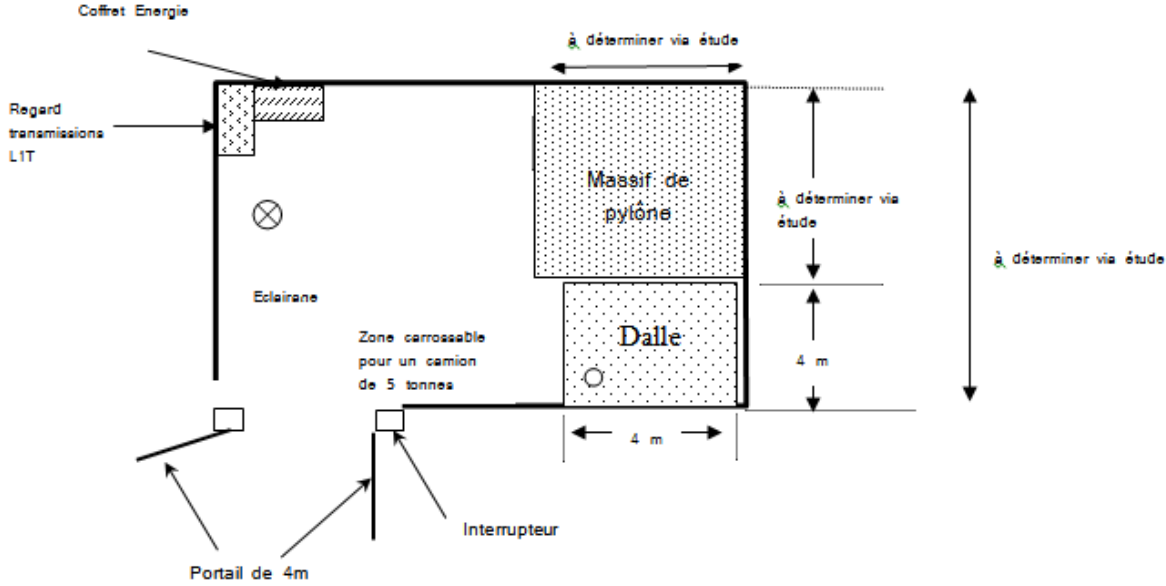 Coffret Energie
à déterminer via étude
Regard
transmissions
L1T
Massif de
pylône
à déterminer via
étude
à déterminer via étude
Eclairane
Zone carrossable
pour un camion
de 5 tonnes
Dalle
4 m
4 m
Interrupteur
Portail de 4m